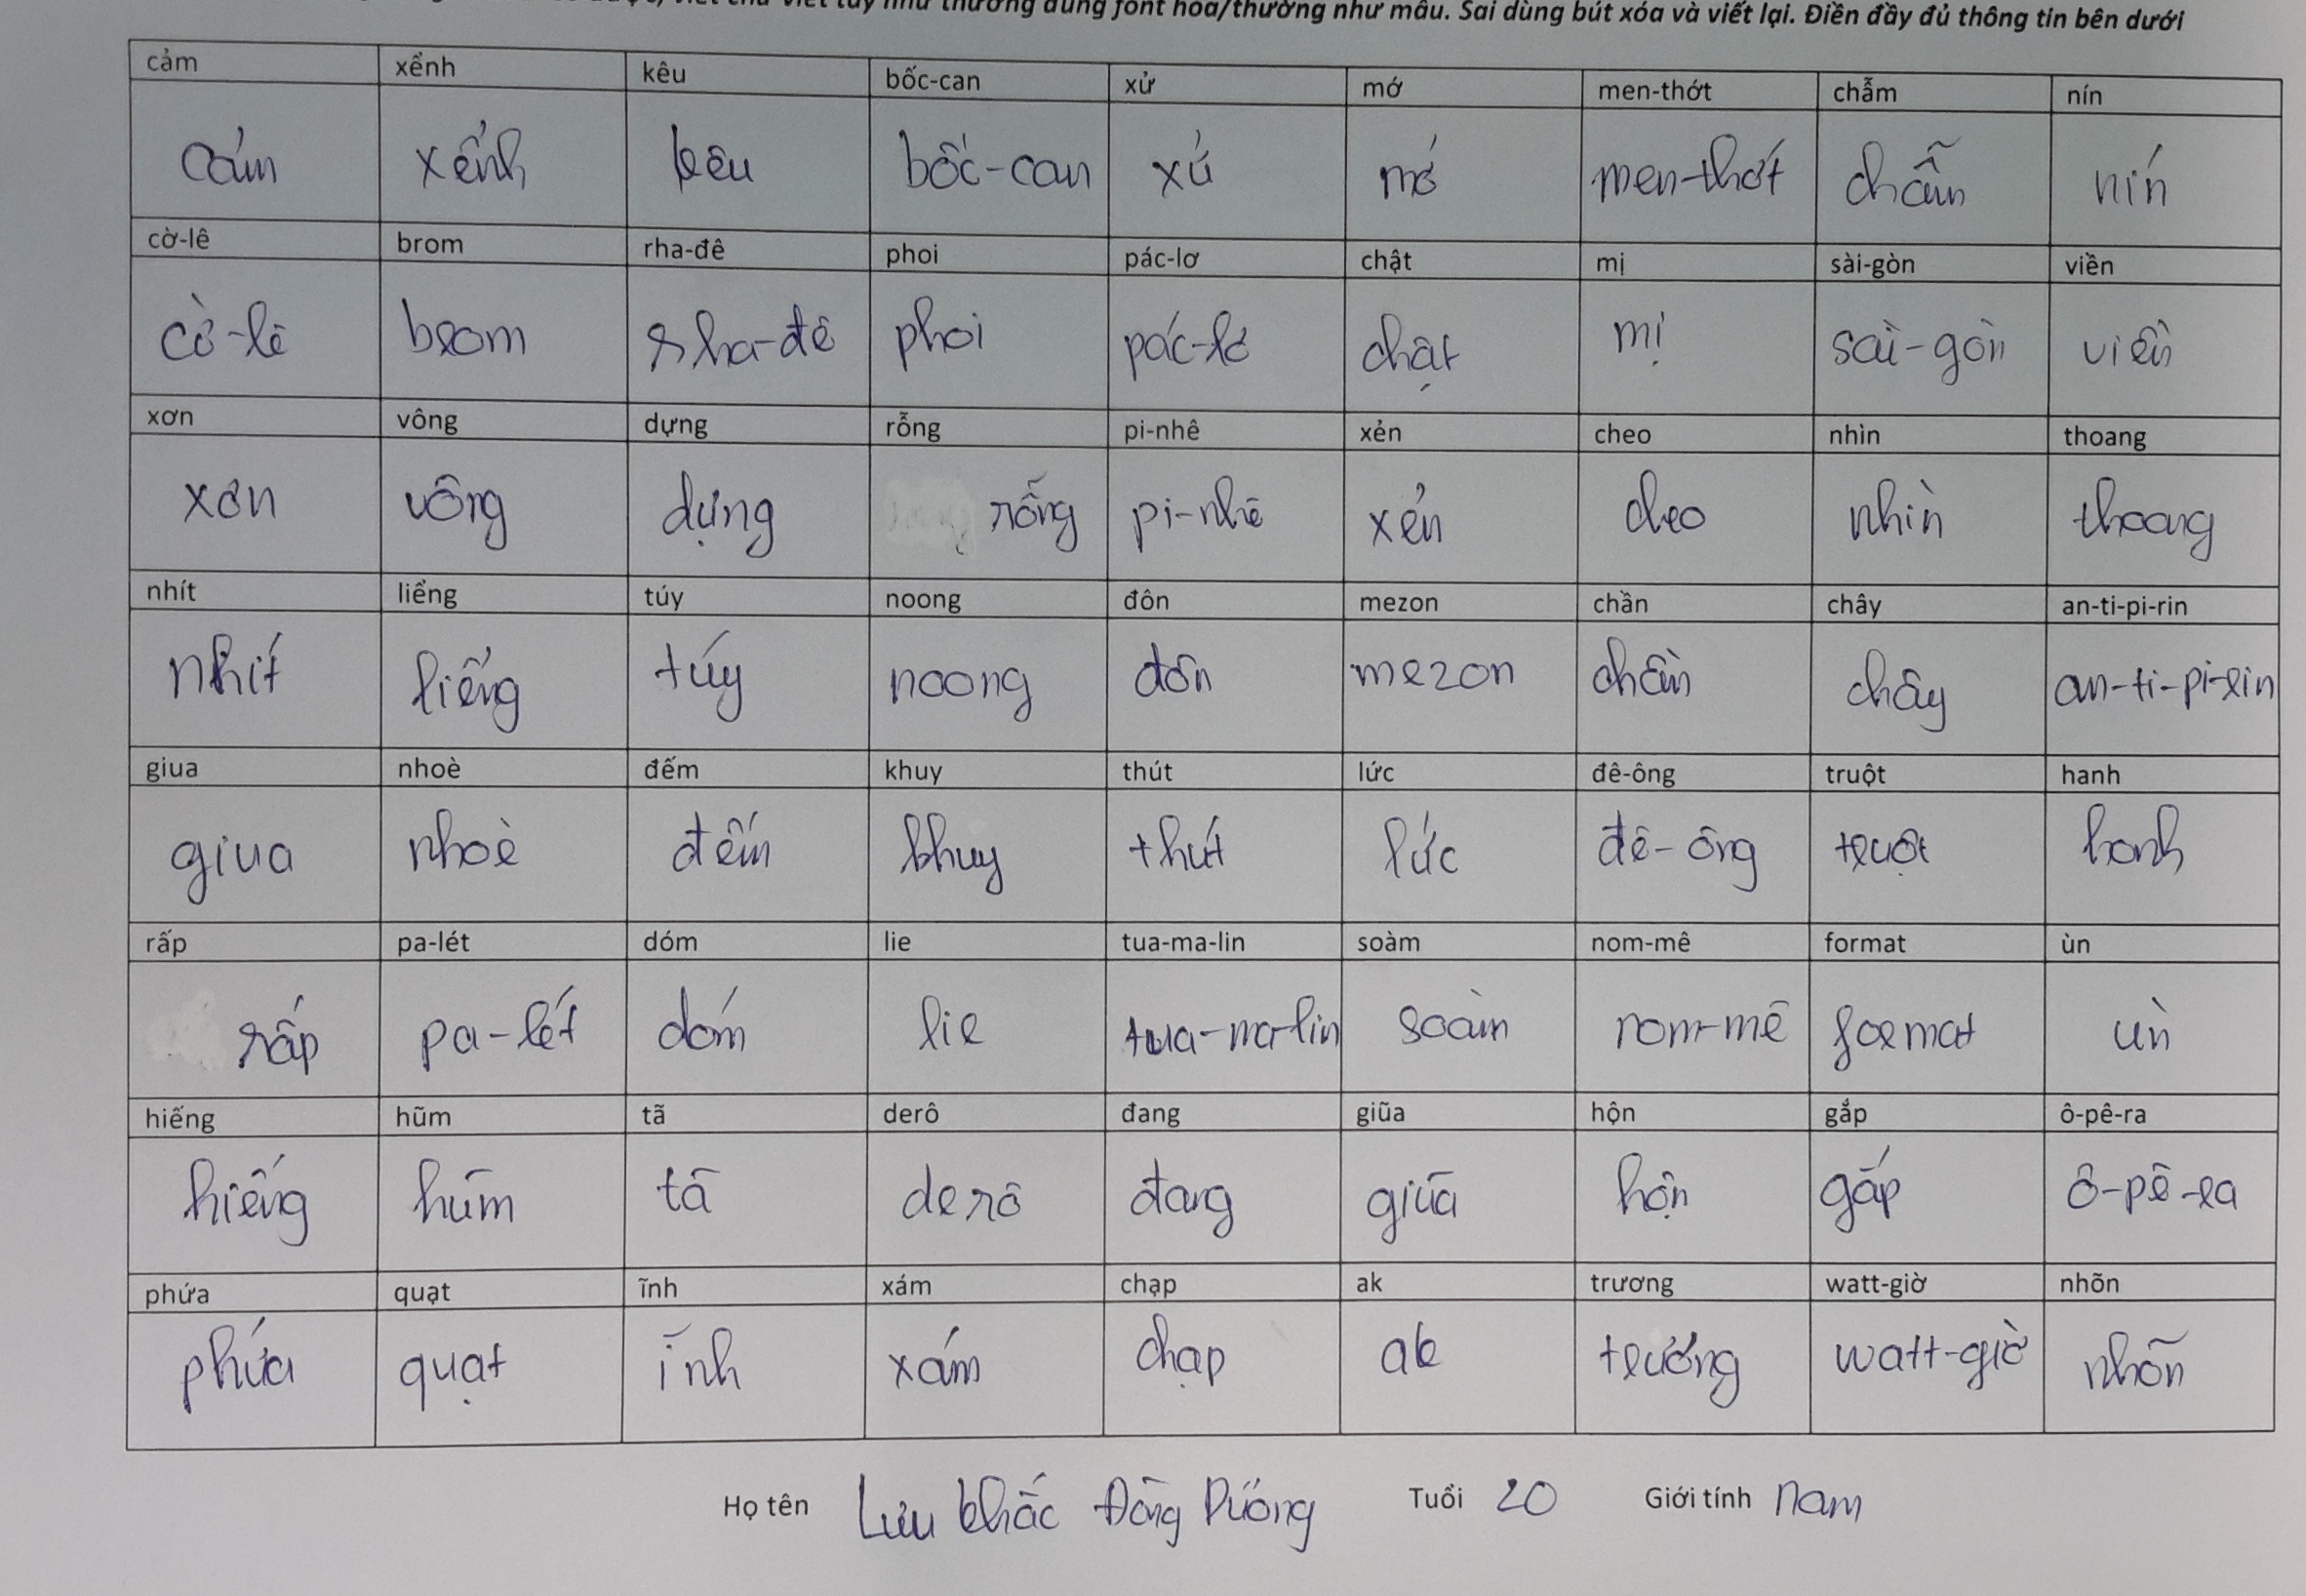 viết chữ viết tay như thường dùng font hoa/thường như mẫu. Sai dùng bút xóa và viết lại. Điền đầy đủ thông tin bên dưới
cảm xểnh kêu bốc-can xử mớ men-thớt chẫm nín
cảm xểnh kêu bốc-can xử mớ men-thớt chẫm nín
cờ-lê brom rha-đê phoi pác-lơ chật mị sài-gòn viền
cờ-lê brom rha-đê phoi pác-lơ chật mị sài-gòn viền
xơn vông dựng rỗng pi-nhê xẻn cheo nhìn thoang
xơn vông dựng rỗng pi-nhê xẻn cheo nhìn thoang
nhít liểng túy noong đôn mezon chần chây an-ti-pi-rin
nhít liểng túy noong đôn mezon chần chây an-ti-pi-rin
giua nhoè đếm khuy thút lức đê-ông truột hanh
giua nhoè đếm khuy thút lức đê-ông truột hanh
rấp pa-lét dóm lie tua-ma-lin soàm nom-mê format ùn
rấp pa-lét dóm lie tua-ma-lin soàm nom-mê format ùn
hiếng hũm tã derô đang giũa hộn gắp ô-pê-ra
hiếng hũm tã derô đang giũa hộn gắp ô-pê-ra
phứa quạt ĩnh xám chạp ak trương watt-giờ nhõn
phứa quạt ĩnh xám chạp ak trương watt-giờ nhõn
Họ tên Lưu Khắc Đông Dương Tuổi 20 Giới tính nam